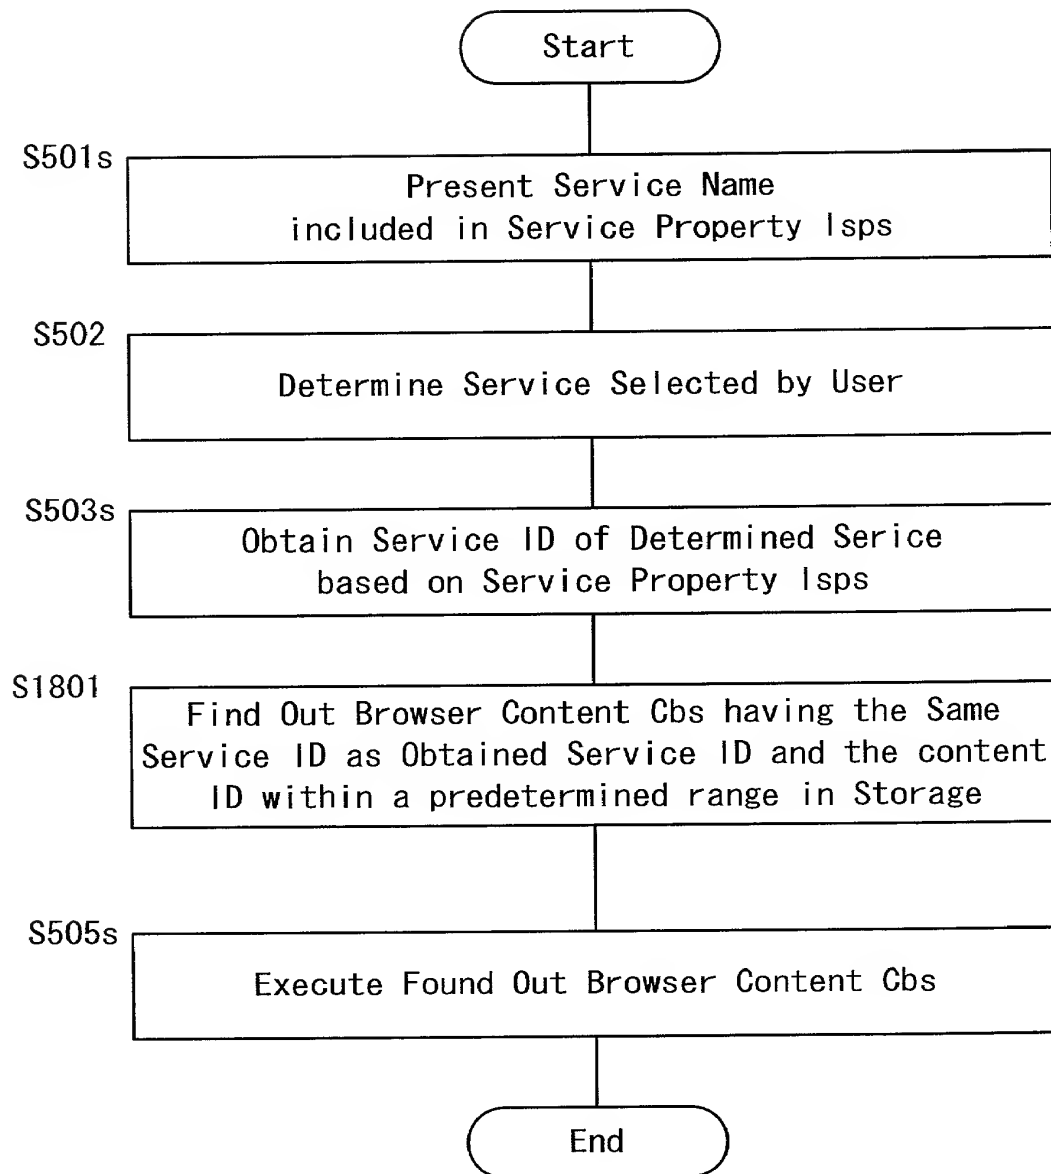 Start
S501s
Present Service Name
included in Service Property Isps
S502
Determine Service Selected by User
S503s
Obtain Service ID of Determined Serice
based on Service Property Isps
S1801
Find Out Browser Content Cbs having the Same
Service ID as Obtained Service ID and the content
ID within a predetermined range in Storage
S505s
Execute Found Out Browser Content Cbs
End